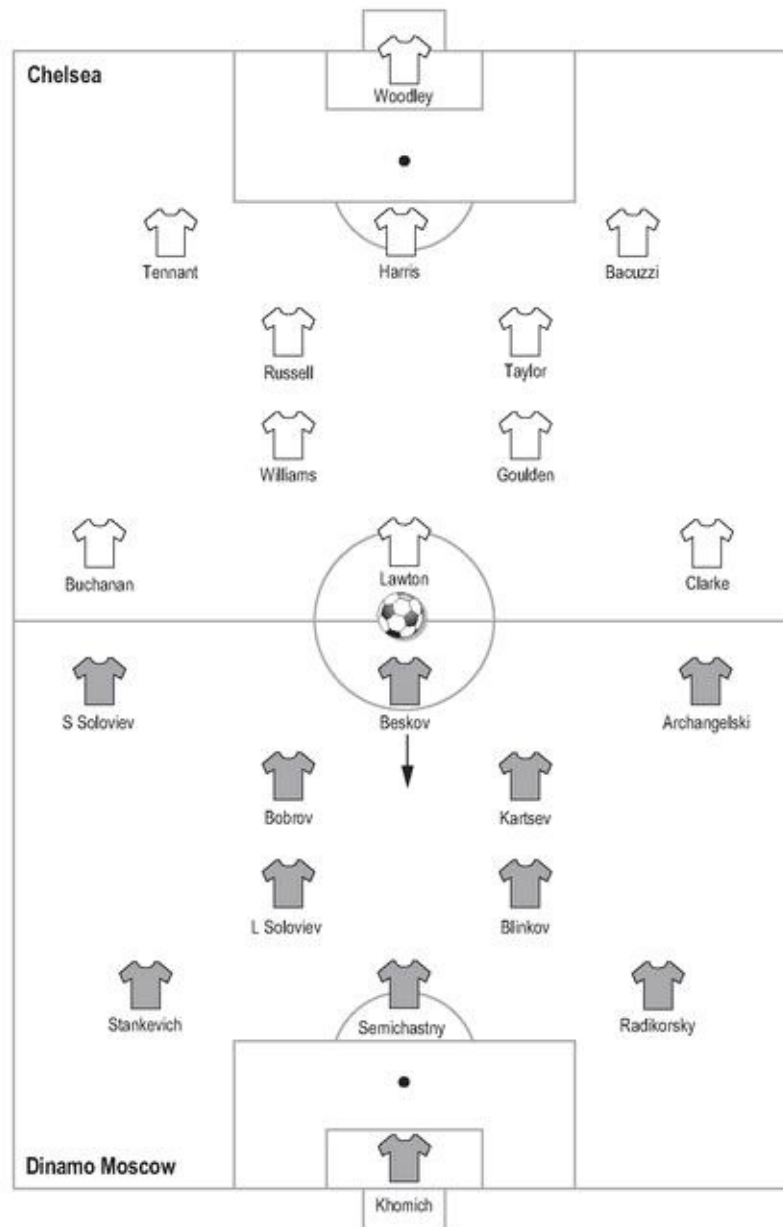 Chelsea
Woodley
Tennant
Harris
Bacuzzi
Russell
Taylor
Williams
Goulden
Buchanan
Lawton
Clarke
S Soloviev
Beskov
Archangelski
Bobrov
Kartsev
L Soloviev
Blinkov
Stankevich
Semichastny
Radikorsky
Dinamo Moscow
Khomich